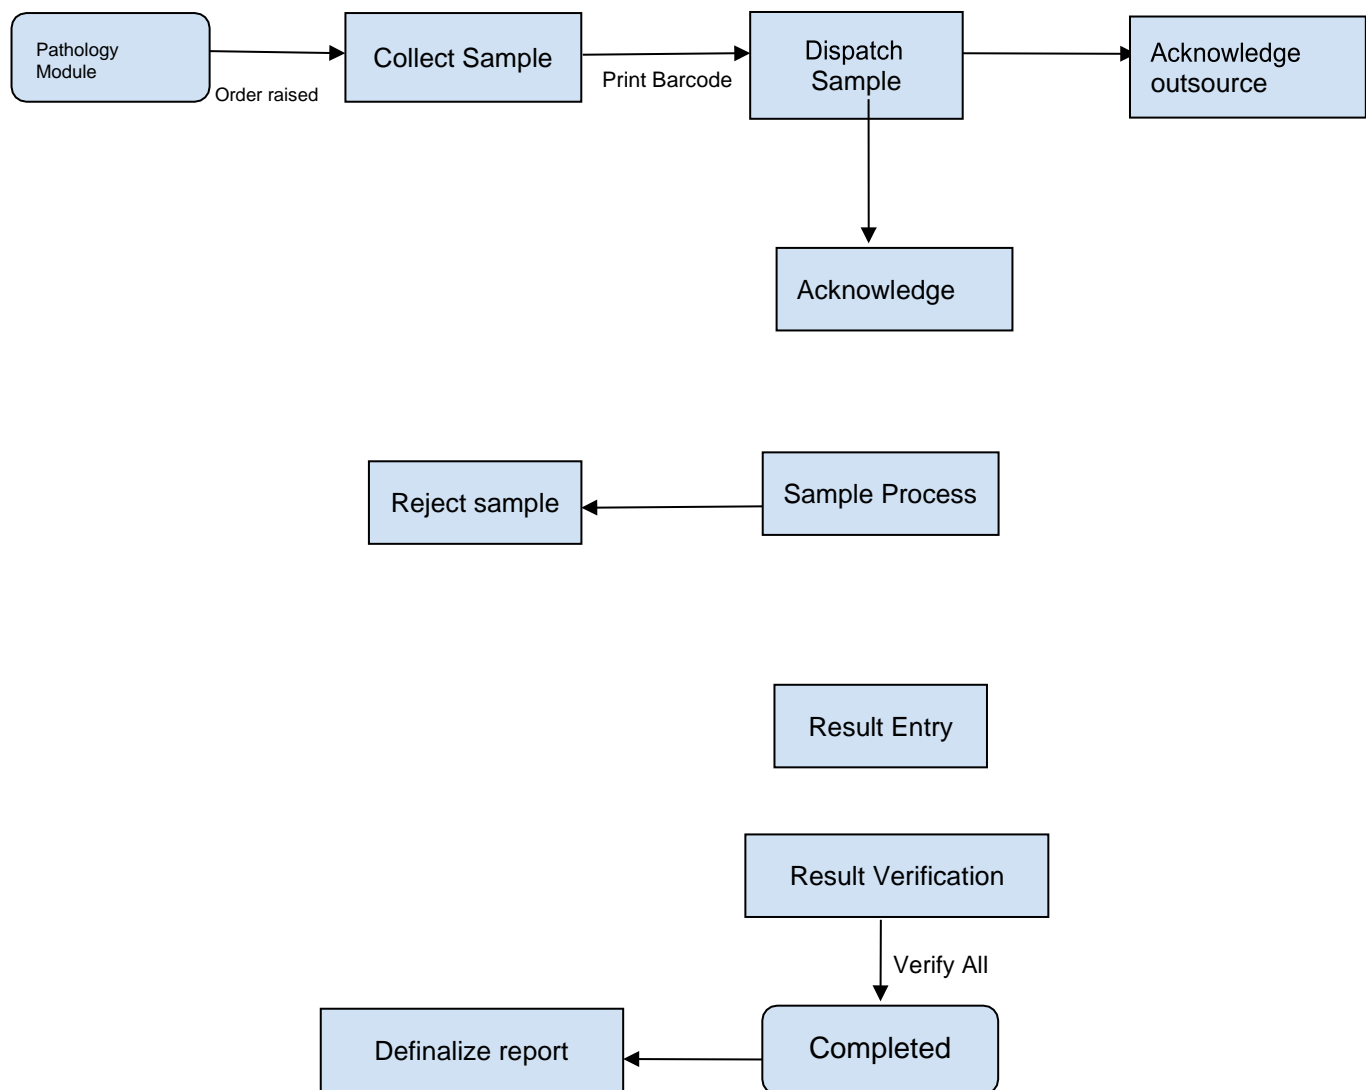 Pathology
Module
Order raised
Collect Sample
Print Barcode
Dispatch
Sample
Acknowledge
outsource
Acknowledge
Reject sample
Sample Process
Result Entry
Result Verification
Verify All
Definalize report
Completed